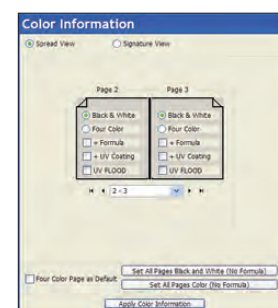 Color Information
Spread View Signature View
Page 2 Page 3
Black & White Black & White
Four Color Four Color
+ Formula + Formula
+ UV Coating + UV Coating
UV FLOOD UV FLOOD
2 - 3
Set All Pages Black and White (No Formula)
Four Color Page as Default
Set All Pages Color (No Formula)
Apply Color Information